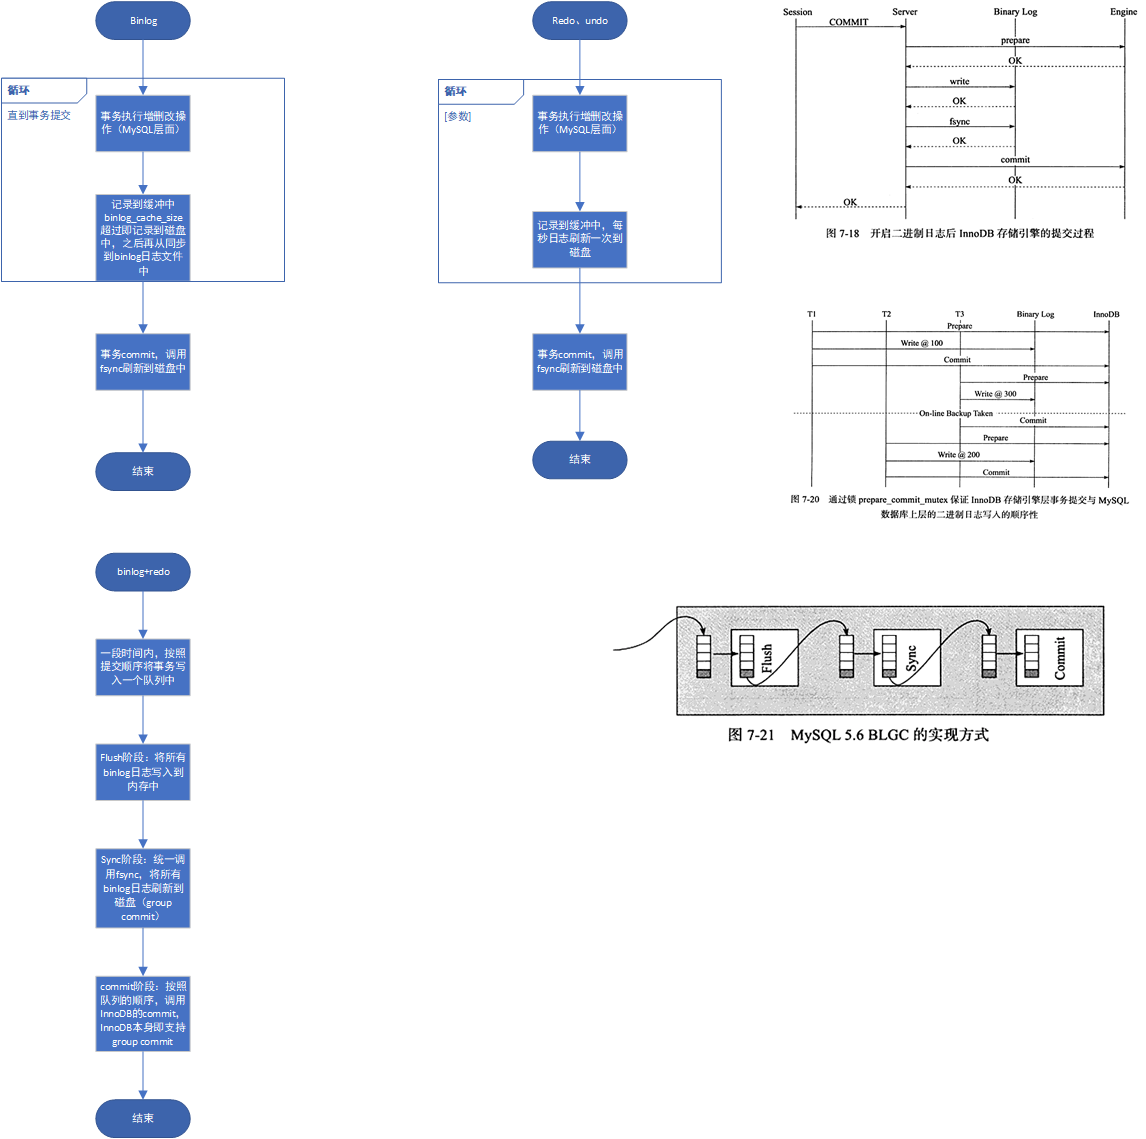 Binlog
循环
直到事务提交
事务执行增删改操
作（MySQL层面）
记录到缓冲中
binlog_cache_size
超过即记录到磁盘
中，之后再从同步
到binlog日志文件
中
事务commit，调用
fsync刷新到磁盘中
结束
Redo、undo
循环
[参数]
事务执行增删改操
作（MySQL层面）
记录到缓冲中，每
秒日志刷新一次到
磁盘
事务commit，调用
fsync刷新到磁盘中
结束
Session Server Binary Log Engine
COMMIT
prepare
OK
write
OK
fsync
OK
commit
OK
OK
图 7-18 开启二进制日志后 InnoDB 存储引擎的提交过程
T1 T2 T3 Binary Log InnoDB
Prepare
Write @ 100
Commit
Prepare
Write @ 300
On-line Backup Taken
Commit
Prepare
Write @ 200
Commit
图 7-20 通过锁 prepare_commit_mutex 保证 InnoDB 存储引擎层事务提交与 MySQL
数据库上层的二进制日志写入的顺序性
binlog+redo
一段时间内，按照
提交顺序将事务写
入一个队列中
Flush阶段：将所有
binlog日志写入到
内存中
Sync阶段：统一调
用fsync，将所有
binlog日志刷新到
磁盘（group
commit）
commit阶段：按照
队列的顺序，调用
InnoDB的commit，
InnoDB本身即支持
group commit
结束
Flush
Sync
Commit
图 7-21 MySQL 5.6 BLGC 的实现方式